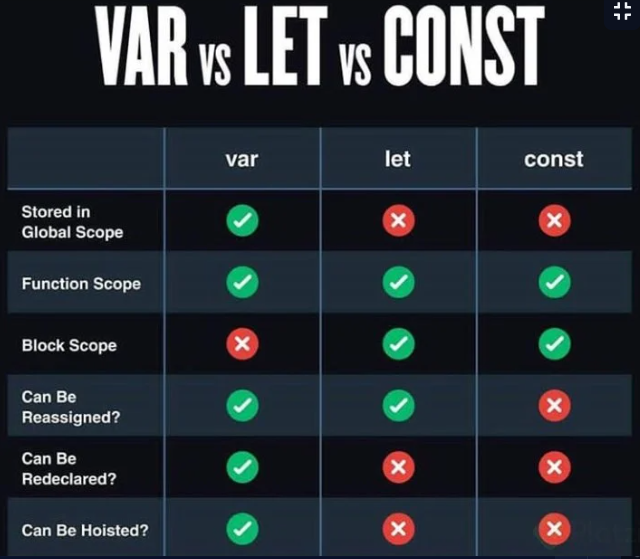 VAR vs LET vs CONST
var let const
Stored in
Global Scope
Function Scope
Block Scope
Can Be
Reassigned?
Can Be
Redeclared?
Can Be Hoisted?